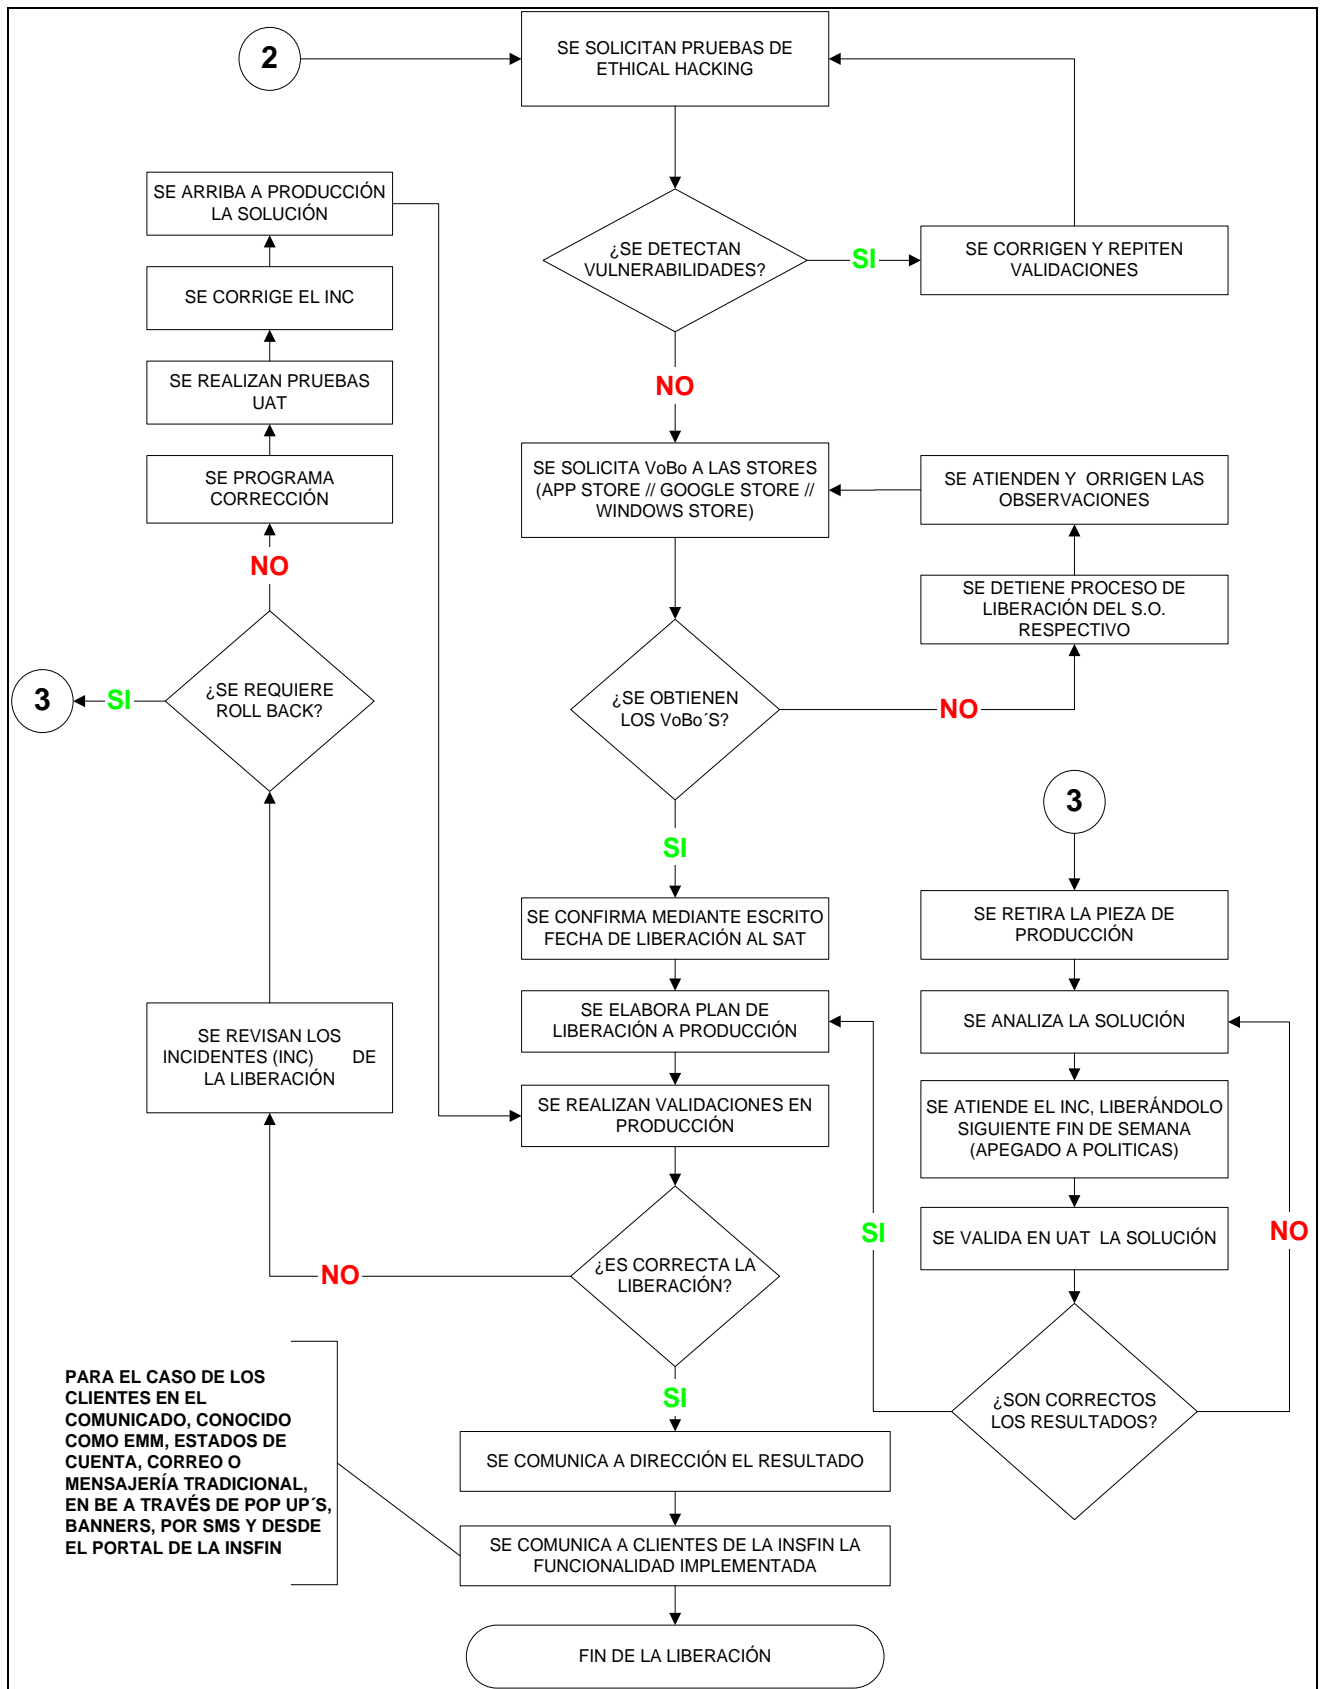 2
SE SOLICITAN PRUEBAS DE
ETHICAL HACKING
SE ARRIBA A PRODUCCIÓN
LA SOLUCIÓN
¿SE DETECTAN
VULNERABILIDADES?
SI
SE CORRIGEN Y REPITEN
VALIDACIONES
SE CORRIGE EL INC
NO
SE REALIZAN PRUEBAS
UAT
SE PROGRAMA
CORRECCIÓN
SE SOLICITA VoBo A LAS STORES
(APP STORE // GOOGLE STORE //
WINDOWS STORE)
SE ATIENDEN Y ORRIGEN LAS
OBSERVACIONES
NO
SE DETIENE PROCESO DE
LIBERACIÓN DEL S.O.
RESPECTIVO
3
SI
¿SE REQUIERE
ROLL BACK?
¿SE OBTIENEN
LOS VoBo´S?
NO
3
SI
SE CONFIRMA MEDIANTE ESCRITO
FECHA DE LIBERACIÓN AL SAT
SE RETIRA LA PIEZA DE
PRODUCCIÓN
SE REVISAN LOS
INCIDENTES (INC) DE
LA LIBERACIÓN
SE ELABORA PLAN DE
LIBERACIÓN A PRODUCCIÓN
SE ANALIZA LA SOLUCIÓN
SE REALIZAN VALIDACIONES EN
PRODUCCIÓN
SE ATIENDE EL INC, LIBERÁNDOLO
SIGUIENTE FIN DE SEMANA
(APEGADO A POLITICAS)
SI
SE VALIDA EN UAT LA SOLUCIÓN
NO
NO
¿ES CORRECTA LA
LIBERACIÓN?
SI
¿SON CORRECTOS
LOS RESULTADOS?
PARA EL CASO DE LOS
CLIENTES EN EL
COMUNICADO, CONOCIDO
COMO EMM, ESTADOS DE
CUENTA, CORREO O
MENSAJERÍA TRADICIONAL,
EN BE A TRAVÉS DE POP UP´S,
BANNERS, POR SMS Y DESDE
EL PORTAL DE LA INSFIN
SE COMUNICA A DIRECCIÓN EL RESULTADO
SE COMUNICA A CLIENTES DE LA INSFIN LA
FUNCIONALIDAD IMPLEMENTADA
FIN DE LA LIBERACIÓN